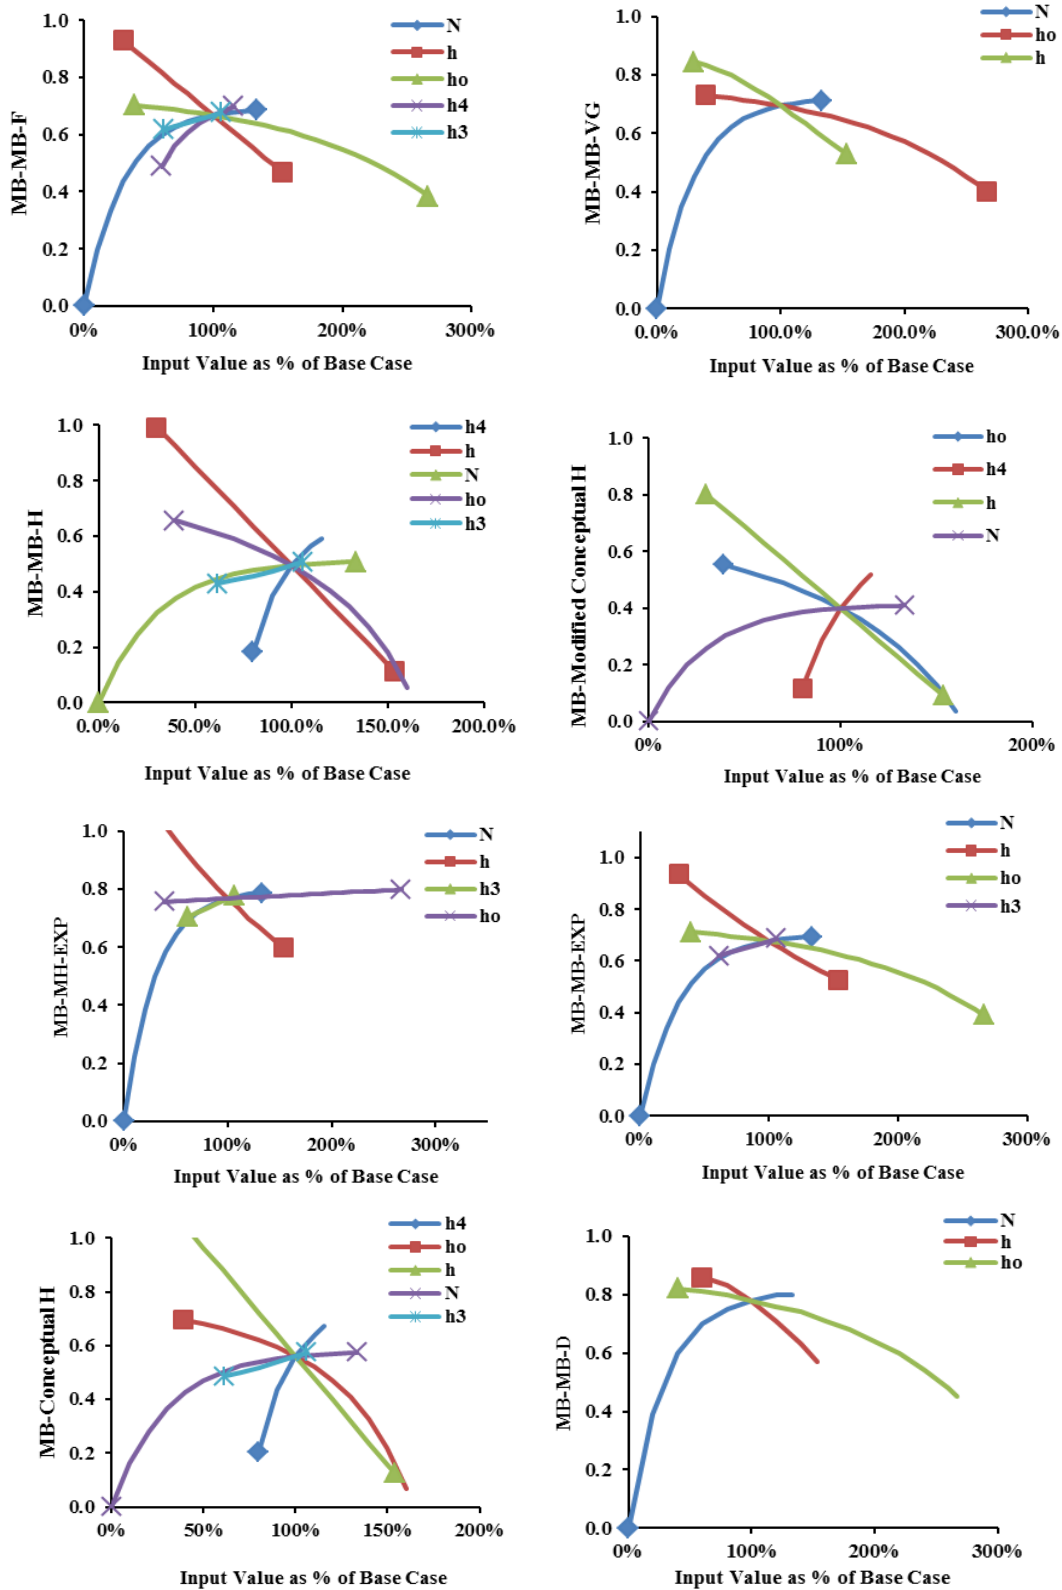 MB-MB-F
1.0
0.8
0.6
0.4
0.2
0.0
0% 100% 200% 300%
Input Value as % of Base Case
N
h
ho
h4
h3
MB-MB-VG
1.0
0.8
0.6
0.4
0.2
0.0
0.0% 100.0% 200.0% 300.0%
Input Value as % of Base Case
N
ho
h
MB-MB-H
1.0
0.8
0.6
0.4
0.2
0.0
0.0% 50.0% 100.0% 150.0% 200.0%
Input Value as % of Base Case
h4
h
N
ho
h3
MB-Modified Conceptual H
1.0
0.8
0.6
0.4
0.2
0.0
0% 100% 200%
Input Value as % of Base Case
ho
h4
h
N
MB-MH-EXP
1.0
0.8
0.6
0.4
0.2
0.0
0% 100% 200% 300%
Input Value as % of Base Case
N
h
h3
ho
MB-MB-EXP
1.0
0.8
0.6
0.4
0.2
0.0
0% 100% 200% 300%
Input Value as % of Base Case
N
h
ho
h3
MB-Conceptual H
1.0
0.8
0.6
0.4
0.2
0.0
0% 50% 100% 150% 200%
Input Value as % of Base Case
h4
ho
h
N
h3
MB-MB-D
1.0
0.8
0.6
0.4
0.2
0.0
0% 100% 200% 300%
Input Value as % of Base Case
N
h
ho